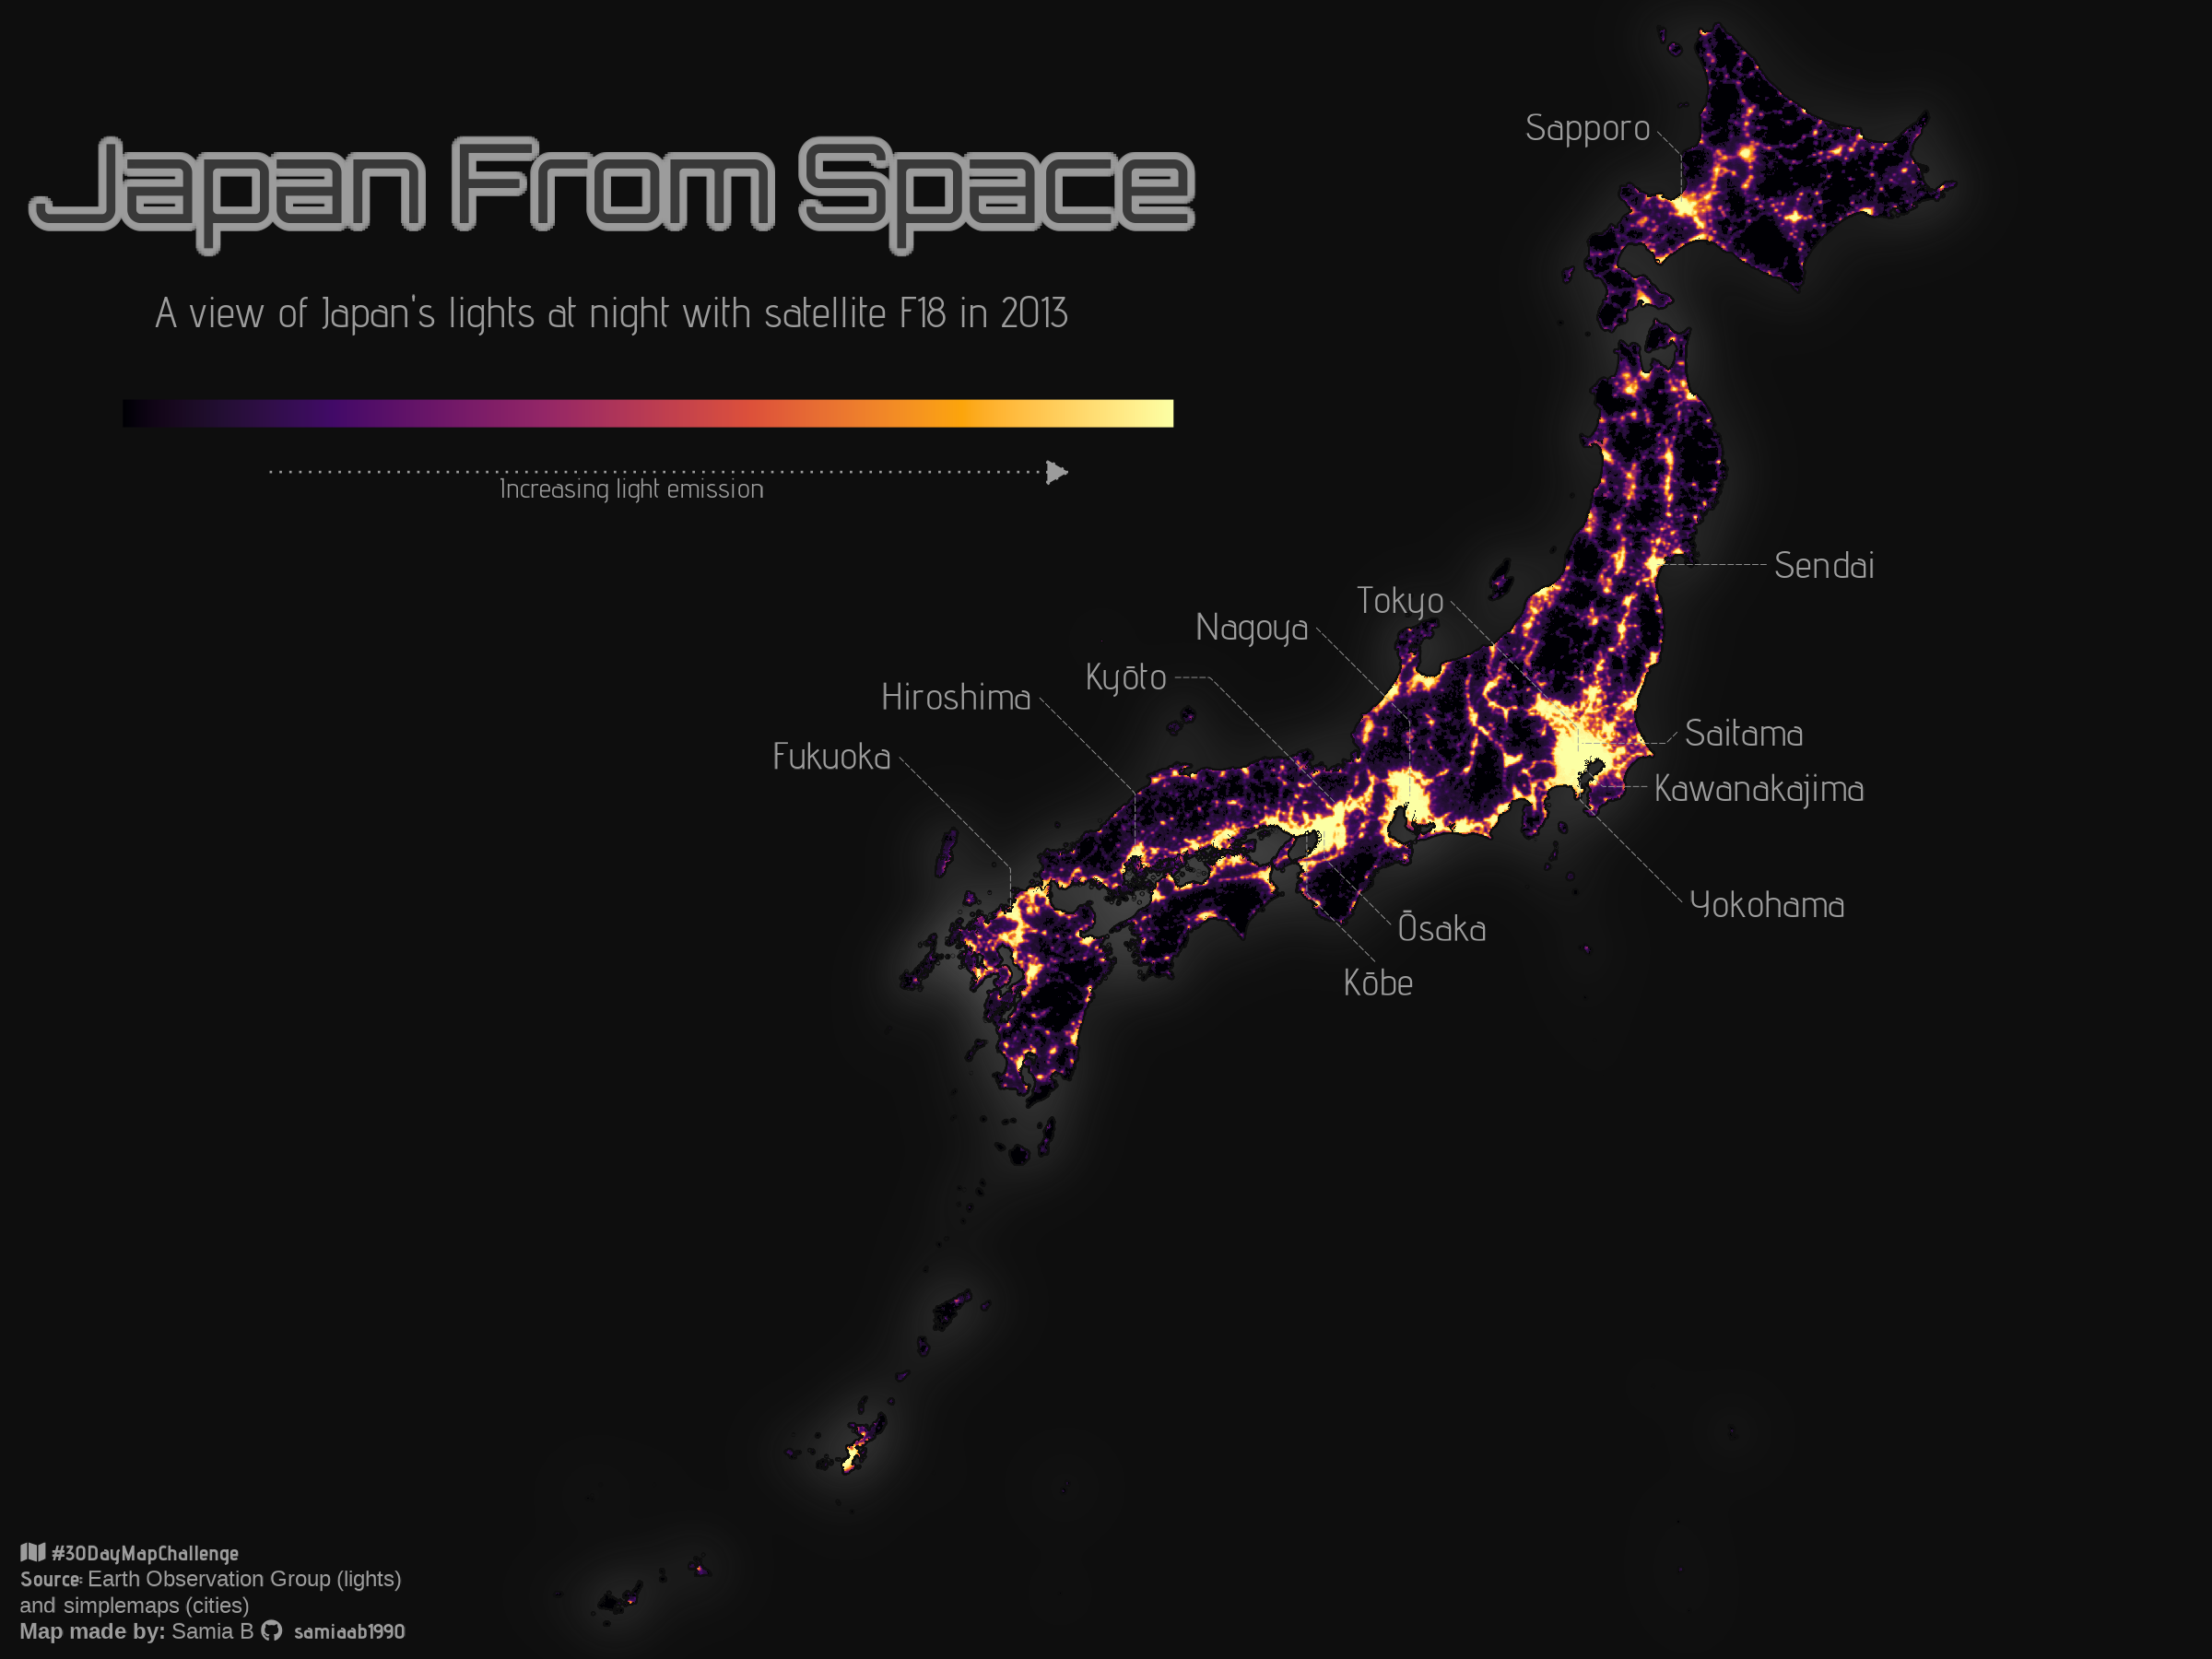 Japan From Space
A view of Japan's lights at night with satellite F18 in 2013
Increasing light emission
Sapporo
Sendai
Tokyo
Nagoya
Kyōto
Hiroshima
Fukuoka
Saitama
Kawanakajima
Yokohama
Ōsaka
Kōbe
#30DayMapChallenge
Source: Earth Observation Group (lights)
and simplemaps (cities)
Map made by: Samia B samiaab1990